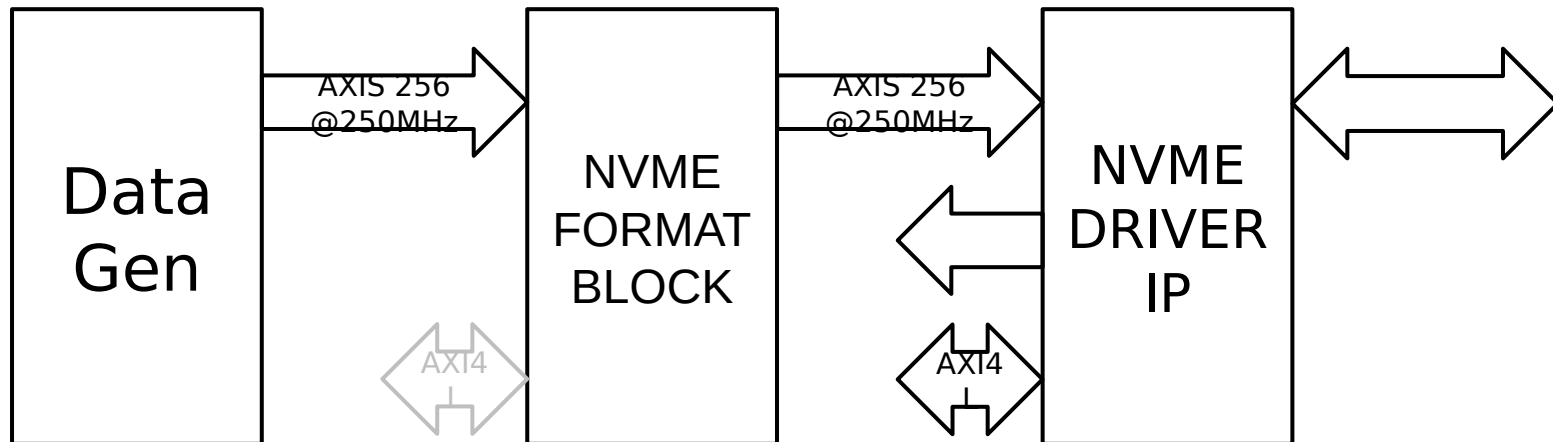 Data
Gen
AXIS 256
@250MHz
NVME
FORMAT
BLOCK
AXI4
L
AXIS 256
@250MHz
NVME
DRIVER
IP
AXI4
L